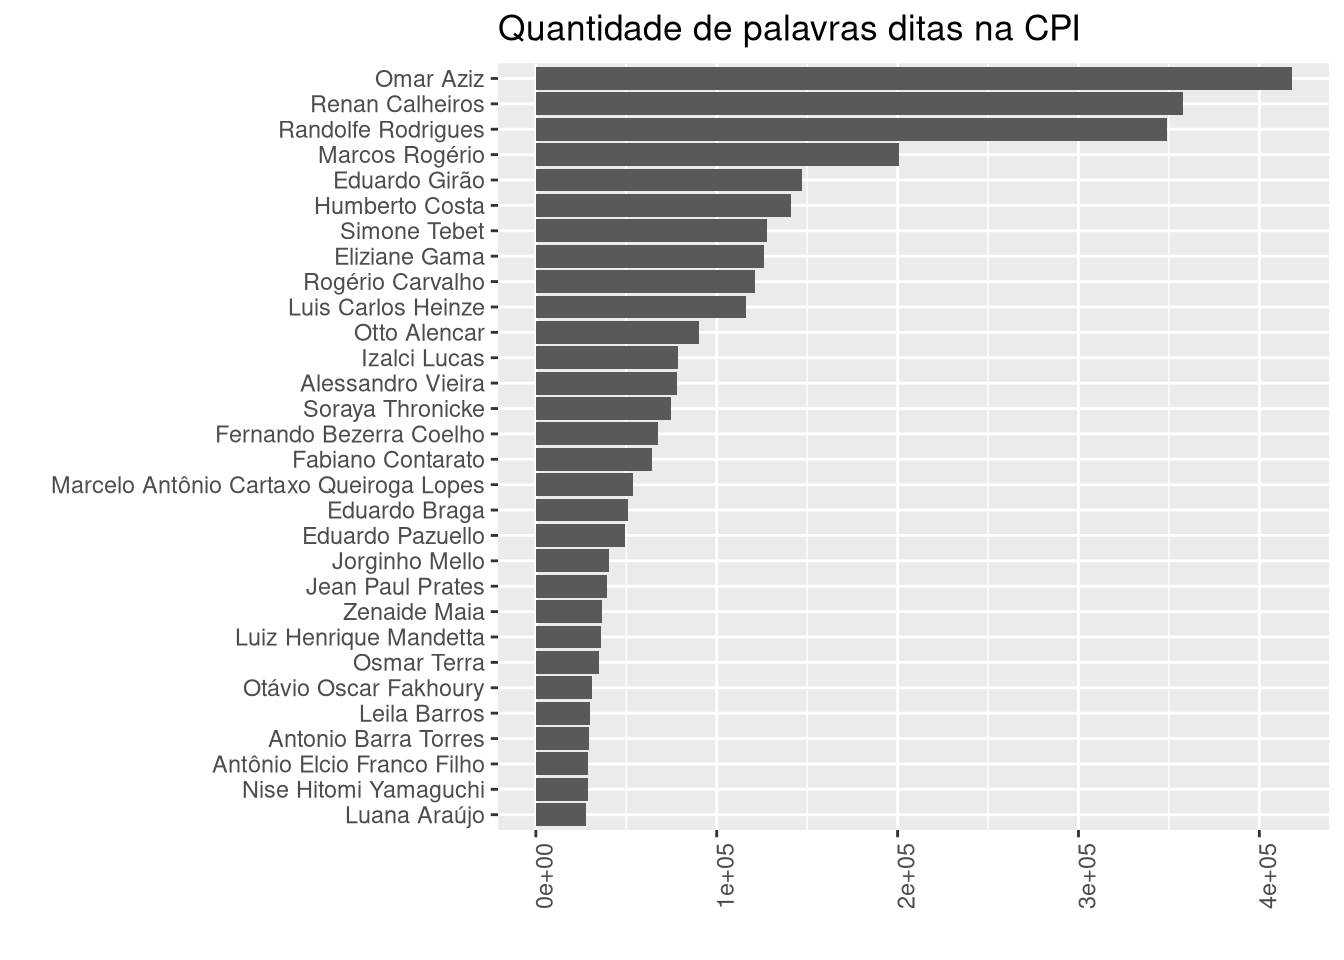 Quantidade de palavras ditas na CPI
Omar Aziz
Renan Calheiros
Randolfe Rodrigues
Marcos Rogério
Eduardo Girão
Humberto Costa
Simone Tebet
Eliziane Gama
Rogério Carvalho
Luis Carlos Heinze
Otto Alencar
Izalci Lucas
Alessandro Vieira
Soraya Thronicke
Fernando Bezerra Coelho
Fabiano Contarato
Marcelo Antônio Cartaxo Queiroga Lopes
Eduardo Braga
Eduardo Pazuello
Jorginho Mello
Jean Paul Prates
Zenaide Maia
Luiz Henrique Mandetta
Osmar Terra
Otávio Oscar Fakhoury
Leila Barros
Antonio Barra Torres
Antônio Elcio Franco Filho
Nise Hitomi Yamaguchi
Luana Araújo
0e+00
1e+05
2e+05
3e+05
4e+05